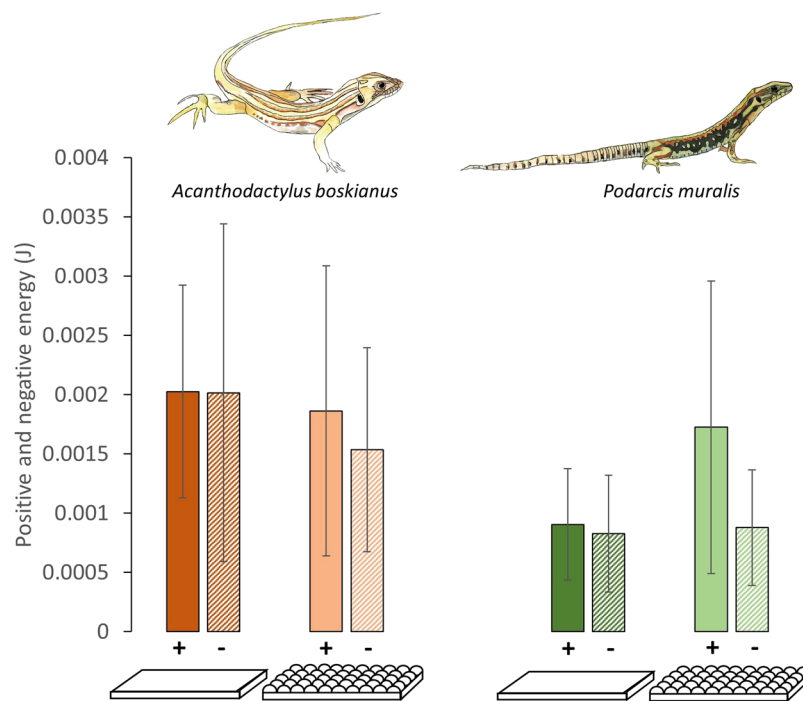 Acanthodactylus boskianus
Podarcis muralis
Positive and negative energy (J)
0.004
0.0035
0.003
0.0025
0.002
0.0015
0.001
0.0005
0
+ - + - + - + -